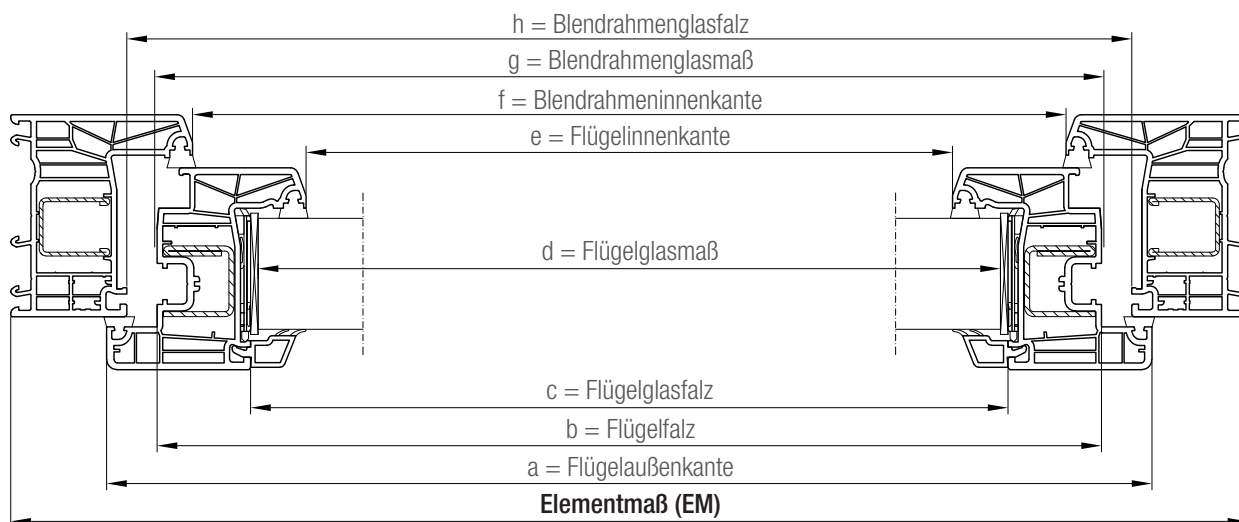 h = Blendrahmenglasfalz
g = Blendrahmenglasmaß
f = Blendrahmeninnenkante
e = Flügelinnenkante
d = Flügelglasmaß
c = Flügelglasfalz
b = Flügelfalz
a = Flügelaußenkante
Elementmaß (EM)